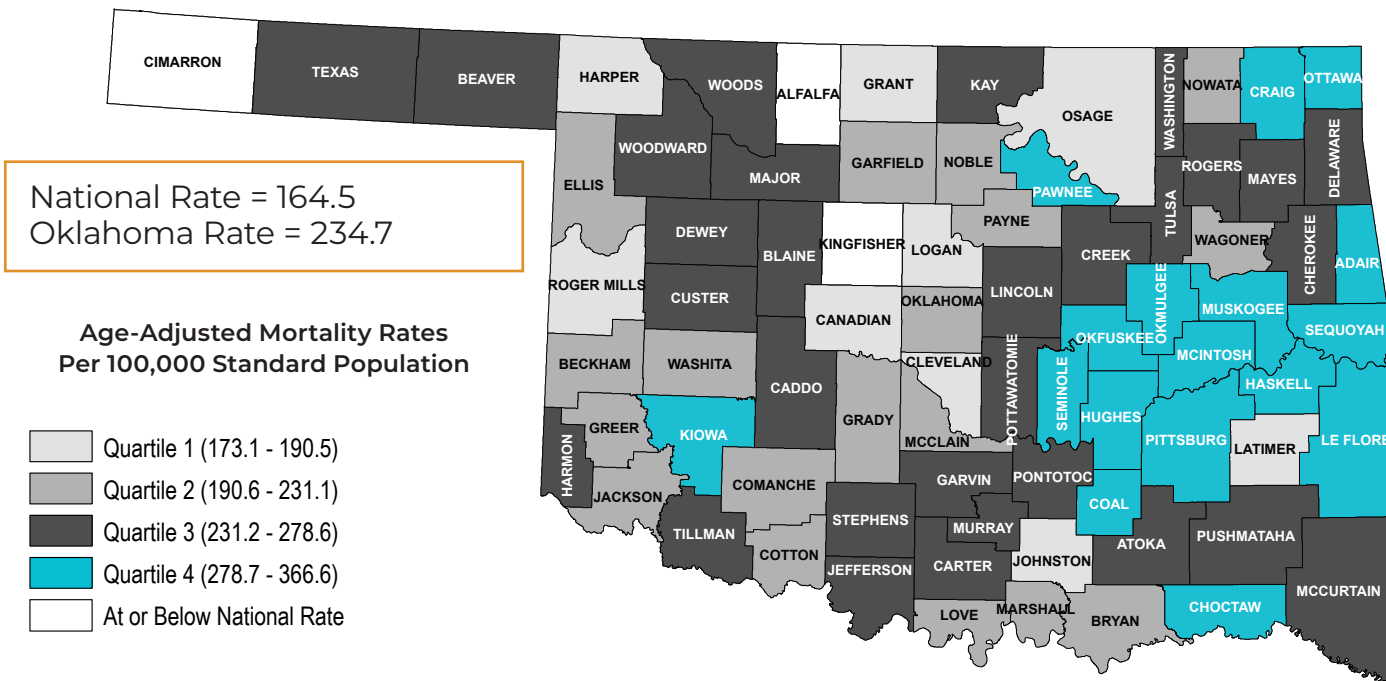 CIMARRON
TEXAS
BEAVER
HARPER
WOODS
ALFALFA
GRANT
KAY
OSAGE
WASHINGTON
NOWATA
CRAIG
OTTAWA
WOODWARD
ELLIS
MAJOR
GARFIELD
NOBLE
PAWNEE
ROGERS
MAYES
DELAWARE
TULSA
PAYNE
National Rate = 164.5
Oklahoma Rate = 234.7
DEWEY
BLAINE
KINGFISHER
LOGAN
CREEK
WAGONER
CHEROKEE
ADAIR
ROGER MILLS
CUSTER
CANADIAN
OKLAHOMA
LINCOLN
OKMULGEE
MUSKOGEE
SEQUOYAH
Age-Adjusted Mortality Rates
Per 100,000 Standard Population
BECKHAM
WASHITA
CADDO
CLEVELAND
POTTAWATOMIE
OKFUSKEE
MCINTOSH
HASKELL
SEMINOLE
HUGHES
GREER
KIOWA
GRADY
MCCLAIN
PITTSBURG
LATIMER
LE FLORE
Quartile 1 (173.1 - 190.5)
Quartile 2 (190.6 - 231.1)
Quartile 3 (231.2 - 278.6)
Quartile 4 (278.7 - 366.6)
At or Below National Rate
HARMON
JACKSON
COMANCHE
GARVIN
PONTOTOC
COAL
TILLMAN
STEPHENS
MURRAY
ATOKA
PUSHMATAHA
COTTON
JEFFERSON
CARTER
JOHNSTON
MCCURTAIN
LOVE
MARSHALL
BRYAN
CHOCTAW